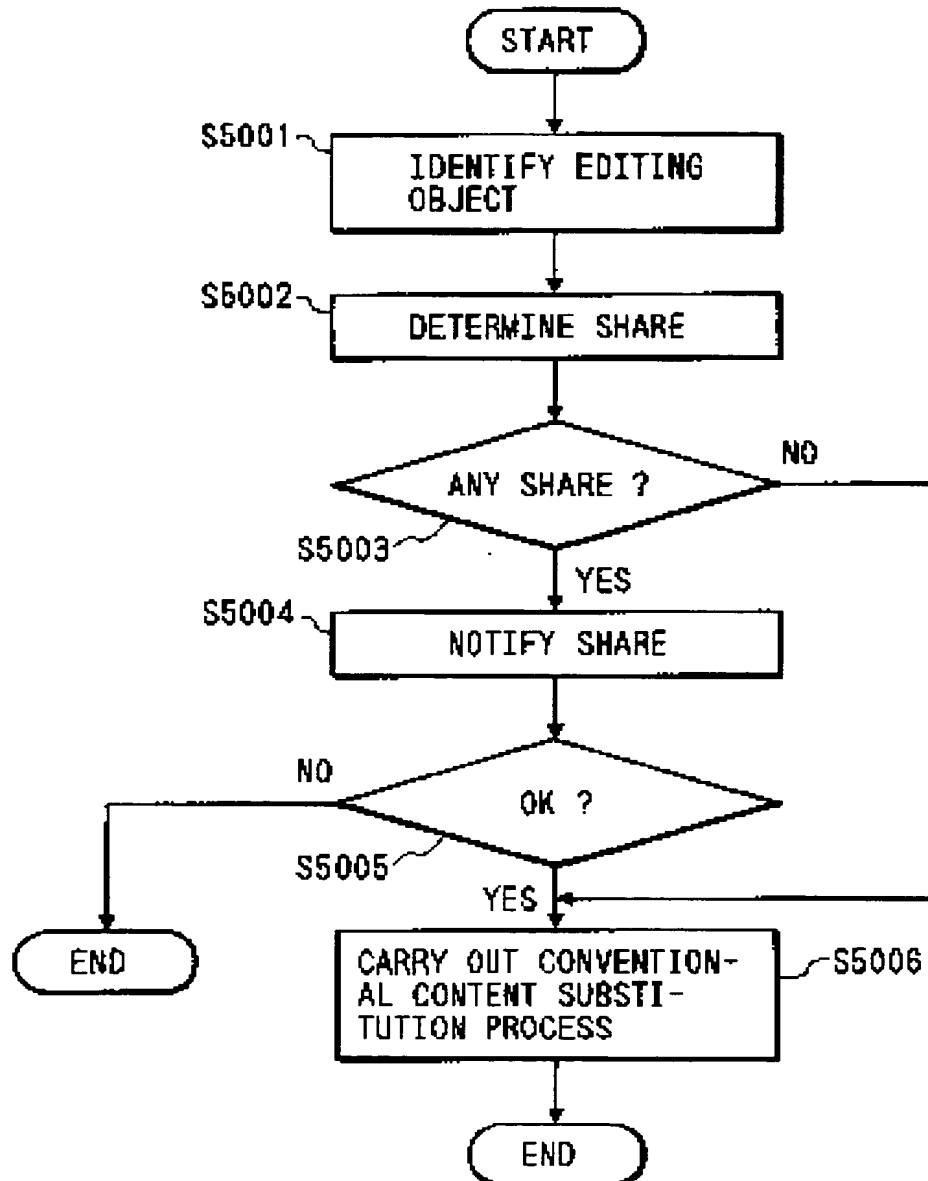 START
S5001
IDENTIFY EDITING
OBJECT
S5002
DETERMINE SHARE
ANY SHARE ?
NO
S5003
YES
S5004
NOTIFY SHARE
NO
OK ?
S5005
YES
END
CARRY OUT CONVENTION-
AL CONTENT SUBSTI-
TUTION PROCESS
S5006
END